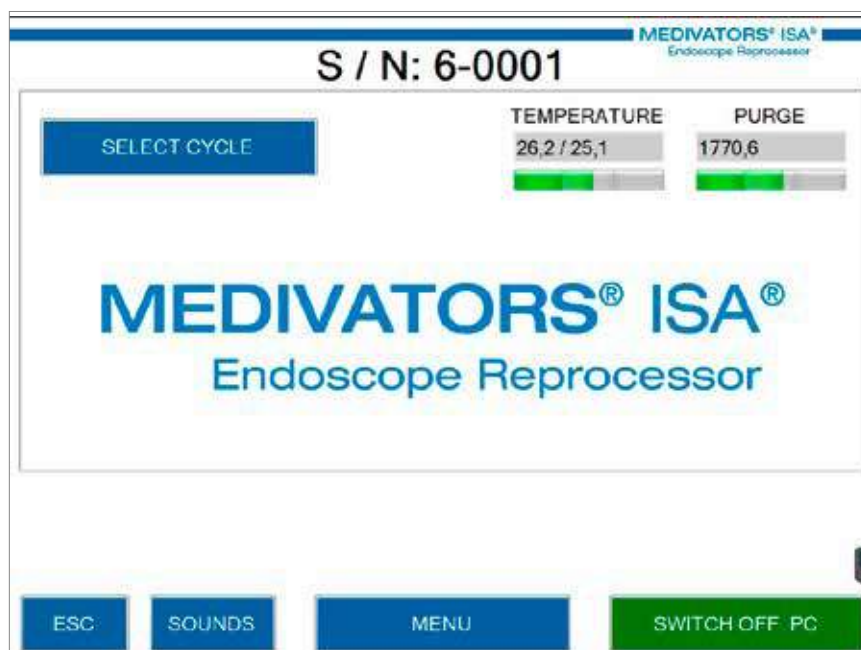 MEDIVATORS® ISA®
Endoscope Reprocessor
S / N: 6-0001
SELECT CYCLE
TEMPERATURE
PURGE
26,2 / 25,1
1770,6
MEDIVATORS® ISA®
Endoscope Reprocessor
ESC
SOUNDS
MENU
SWITCH OFF PC